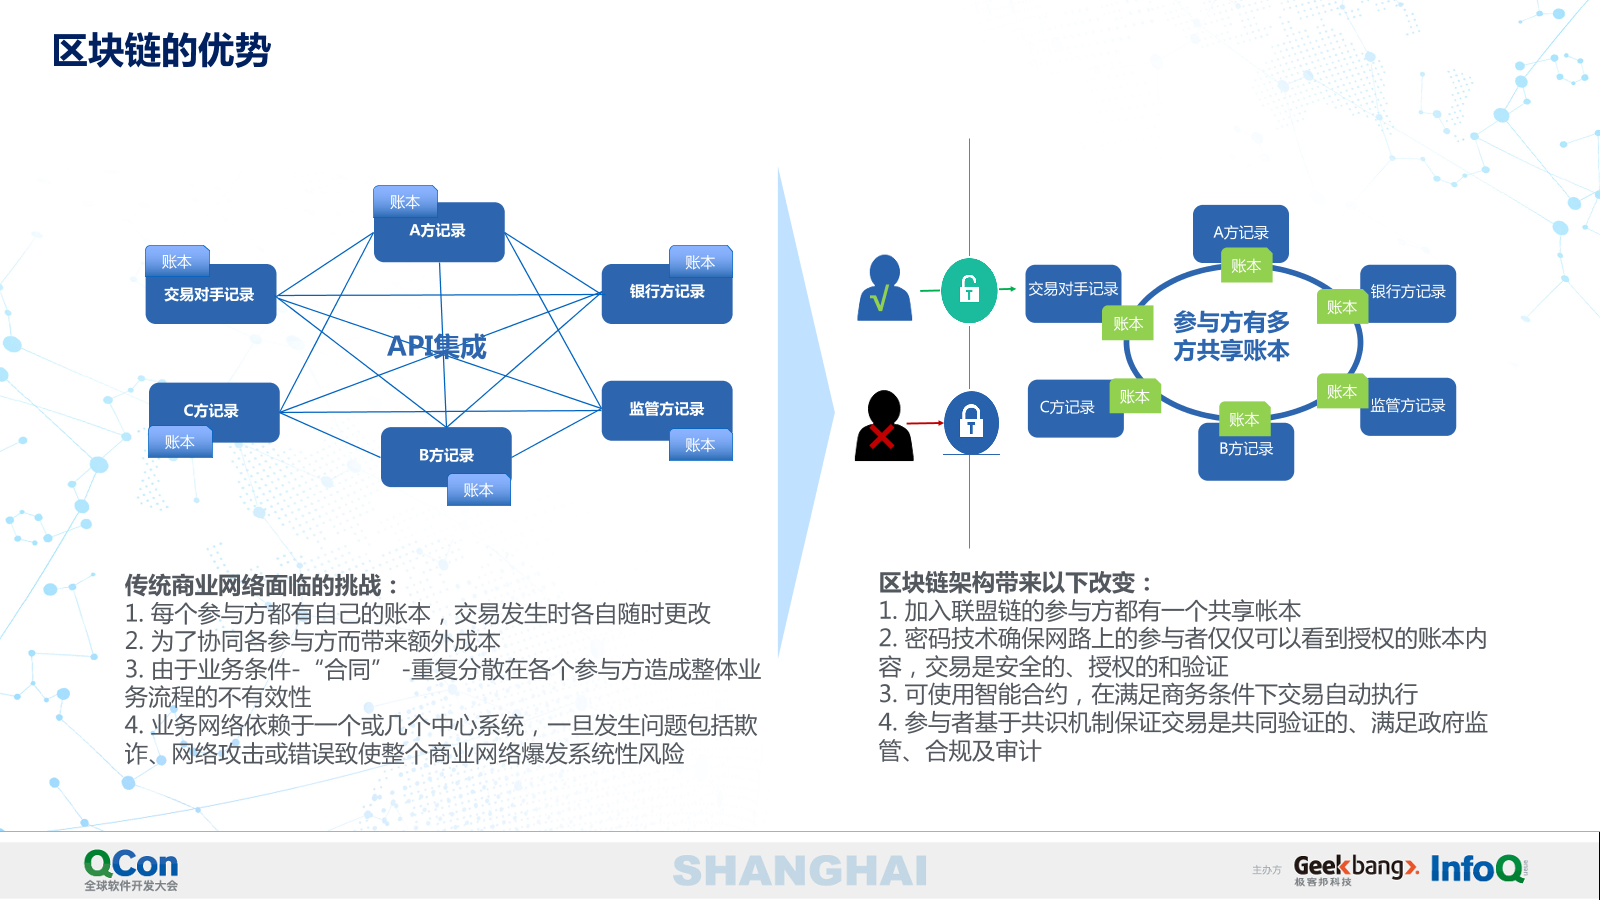 区块链的优势
账本
A方记录
账本
交易对手记录
账本
银行方记录
API集成
C方记录
账本
监管方记录
账本
B方记录
账本
A方记录
账本
交易对手记录
账本
银行方记录
账本
参与方有多
方共享账本
C方记录
账本
监管方记录
账本
账本
B方记录
√
T
T
传统商业网络面临的挑战：
1. 每个参与方都有自己的账本，交易发生时各自随时更改
2. 为了协同各参与方而带来额外成本
3. 由于业务条件-“合同” -重复分散在各个参与方造成整体业
务流程的不有效性
4. 业务网络依赖于一个或几个中心系统，一旦发生问题包括欺
诈、网络攻击或错误致使整个商业网络爆发系统性风险
区块链架构带来以下改变：
1. 加入联盟链的参与方都有一个共享帐本
2. 密码技术确保网路上的参与者仅仅可以看到授权的账本内
容，交易是安全的、授权的和验证
3. 可使用智能合约，在满足商务条件下交易自动执行
4. 参与者基于共识机制保证交易是共同验证的、满足政府监
管、合规及审计
QCon
全球软件开发大会
SHANGHAI
主办方
Geekbang>.
极客邦科技
InfoQ